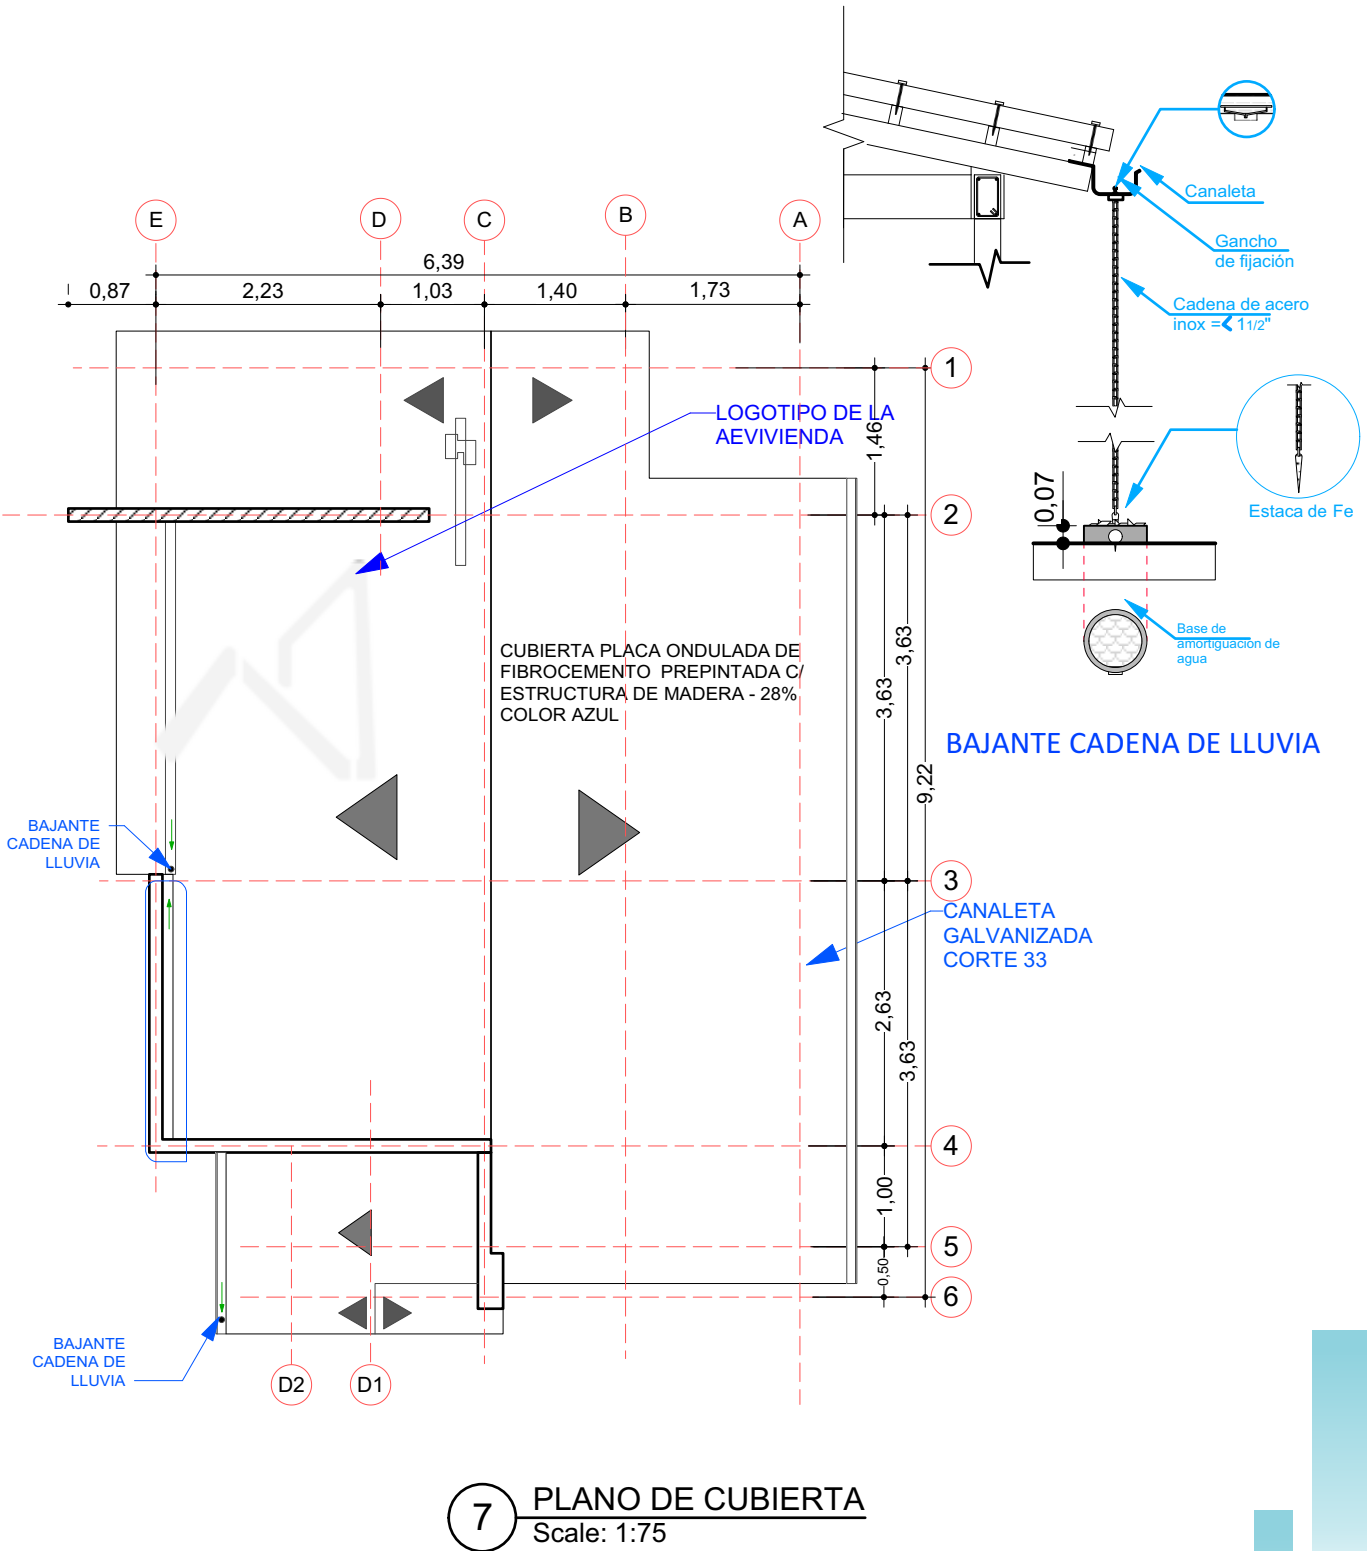 E
D
C
B
A
6,39
0,87
2,23
1,03
1,40
1,73
1
2
3
4
5
6
1,46
3,63
3,63
9,22
2,63
3,63
1,00
0,50
LOGOTIPO DE LA
AEVIVIENDA
CUBIERTA PLACA ONDULADA DE
FIBROCEMENTO PREPINTADA C/
ESTRUCTURA DE MADERA - 28%
COLOR AZUL
BAJANTE
CADENA DE
LLUVIA
CANALETA
GALVANIZADA
CORTE 33
BAJANTE
CADENA DE
LLUVIA
D2
D1
Canaleta
Gancho
de fijación
Cadena de acero
inox = < 1 1/2"
0,07
Estaca de Fe
Base de
amortiguación de
agua
BAJANTE CADENA DE LLUVIA
7
PLANO DE CUBIERTA
Scale: 1:75